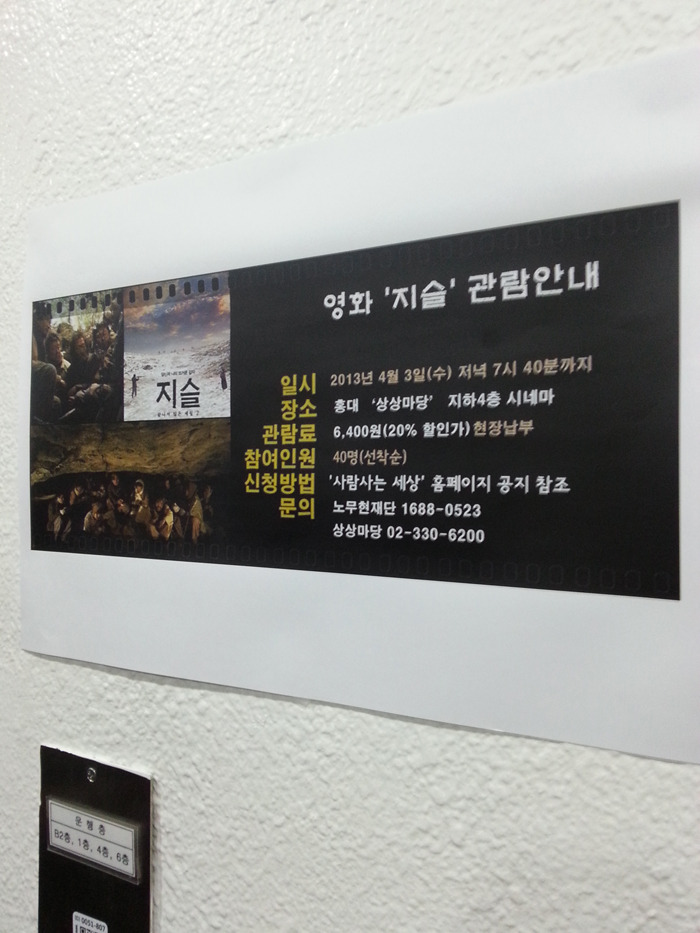 영화 '지슬' 관람안내
지슬
일시 2013년 4월 3일(수) 저녁 7시 40분까지
장소 홍대 '상상마당' 지하4층 시네마
관람료 6,400원(20% 할인가)현장납부
참여인원 40명(선착순)
신청방법 '사람사는 세상' 홈페이지 공지 참조
문의 노무현재단 1688-0523
상상마당 02-330-6200
운 행 층
B2층, 1층, 4층, 6층
0051-807